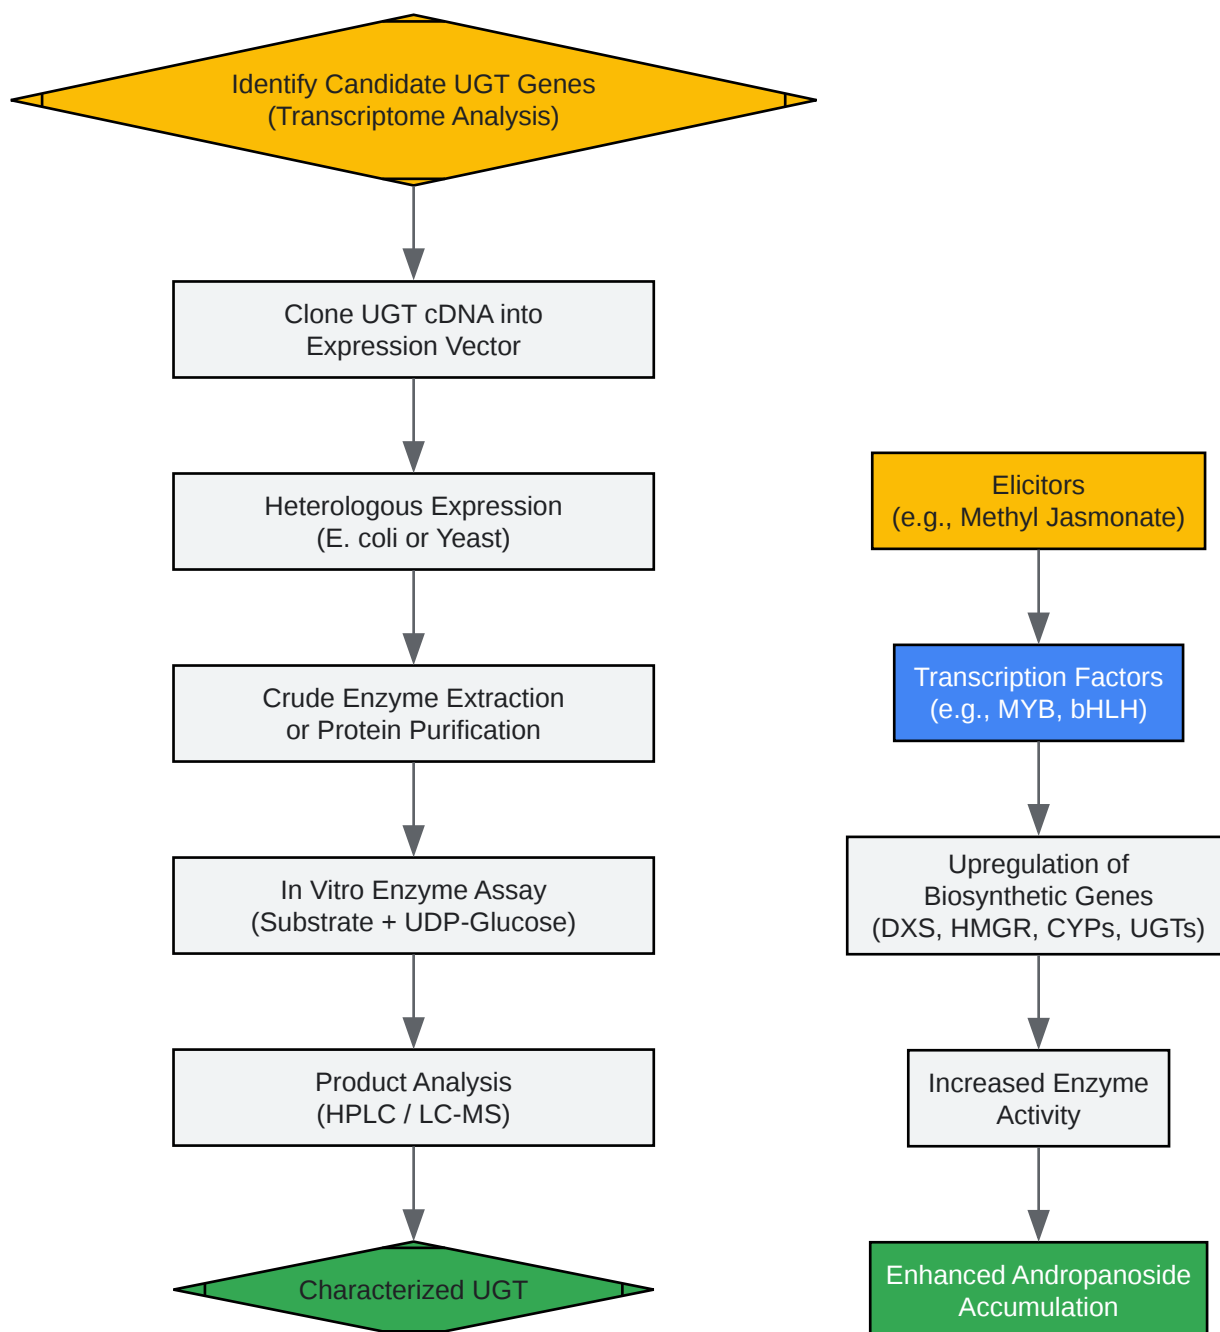 Identify Candidate UGT Genes
(Transcriptome Analysis)
Clone UGT cDNA into
Expression Vector
Heterologous Expression
(E. coli or Yeast)
Crude Enzyme Extraction
or Protein Purification
In Vitro Enzyme Assay
(Substrate + UDP-Glucose)
Product Analysis
(HPLC / LC-MS)
Characterized UGT
Elicitors
(e.g., Methyl Jasmonate)
Transcription Factors
(e.g., MYB, bHLH)
Upregulation of
Biosynthetic Genes
(DXS, HMGR, CYPs, UGTs)
Increased Enzyme
Activity
Enhanced Andropanoside
Accumulation